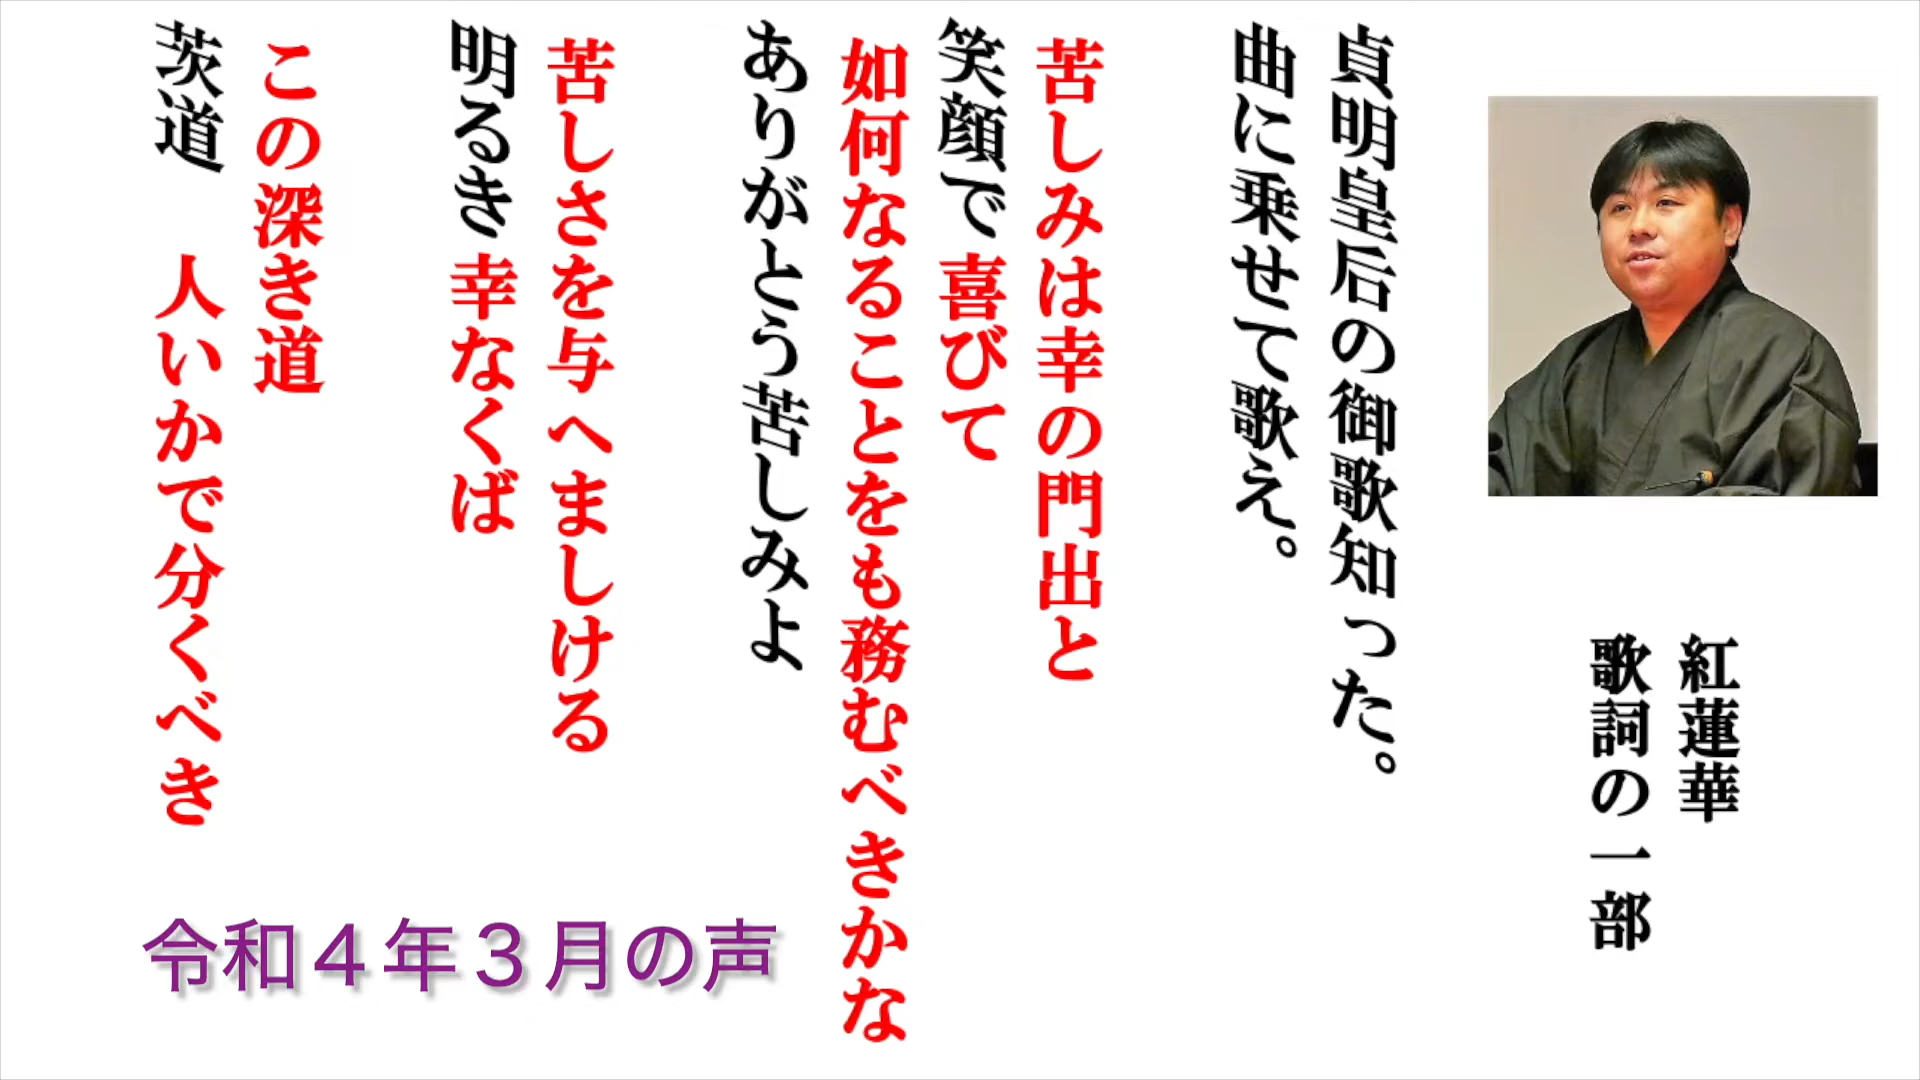 紅蓮華
歌詞の一部
貞明皇后の御歌知った。
曲に乗せて歌え。
苦しみは幸の門出と
笑顔で喜びて
如何なることをも務むべきかな
ありがとう苦しみよ
苦しさを与へましける
明るき幸なくば
この深き道
茨道　人いかで分くべき
令和４年３月の声